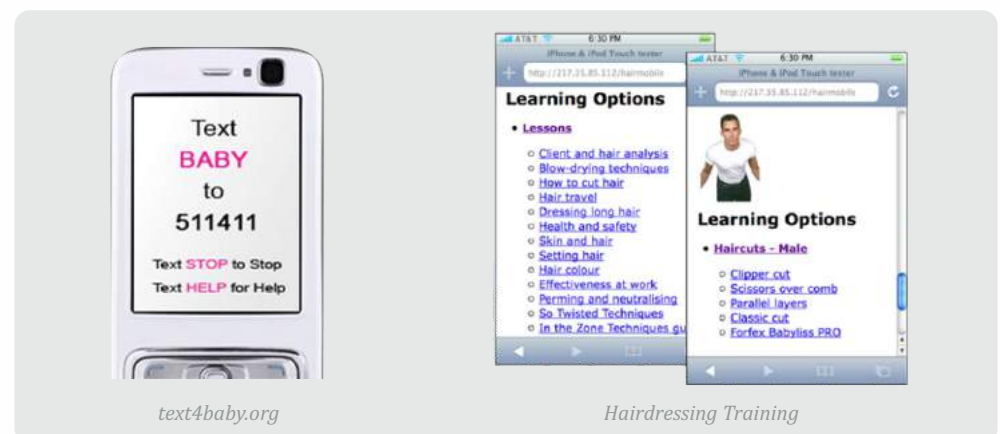 Text
BABY
to
511411
Text STOP to Stop
Text HELP for Help
text4baby.org
AT&T 6:30 PM
iPhone & iPod Touch tester
http://217.35.85.112/hairmobile
Learning Options
Lessons
Client and hair analysis
Blow-drying techniques
How to cut hair
Hair travel
Dressing long hair
Health and safety
Skin and hair
Setting hair
Hair colour
Effectiveness at work
Perming and neutralising
So Twisted Techniques
In the Zone Techniques gu
AT&T 6:30 PM
iPhone & iPod Touch tester
http://217.35.85.112/hairmobile
Learning Options
Haircuts - Male
Clipper cut
Scissors over comb
Parallel layers
Classic cut
Forfex Babyliss PRO
Hairdressing Training